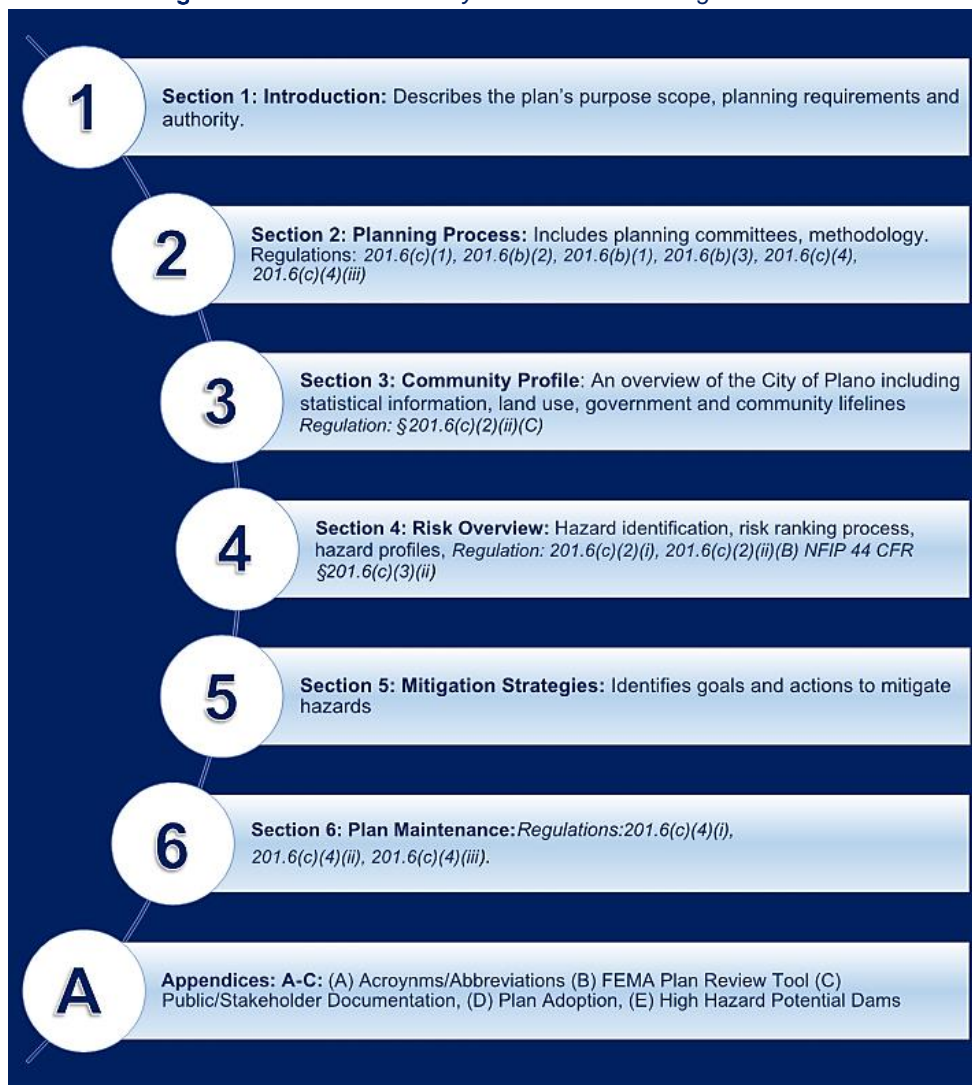 1
Section 1: Introduction: Describes the plan's purpose scope, planning requirements and
authority.
2
Section 2: Planning Process: Includes planning committees, methodology.
Regulations: 201.6(c)(1), 201.6(b)(2), 201.6(b)(1), 201.6(b)(3), 201.6(c)(4),
201.6(c)(4)(iii)
3
Section 3: Community Profile: An overview of the City of Plano including
statistical information, land use, government and community lifelines
Regulation: §201.6(c)(2)(ii)(C)
4
Section 4: Risk Overview: Hazard identification, risk ranking process,
hazard profiles, Regulation: 201.6(c)(2)(i), 201.6(c)(2)(ii)(B) NFIP 44 CFR
§201.6(c)(3)(ii)
5
Section 5: Mitigation Strategies: Identifies goals and actions to mitigate
hazards
6
Section 6: Plan Maintenance:Regulations:201.6(c)(4)(i),
201.6(c)(4)(ii), 201.6(c)(4)(iii).
A
Appendices: A-C: (A) Acroynms/Abbreviations (B) FEMA Plan Review Tool (C)
Public/Stakeholder Documentation, (D) Plan Adoption, (E) High Hazard Potential Dams